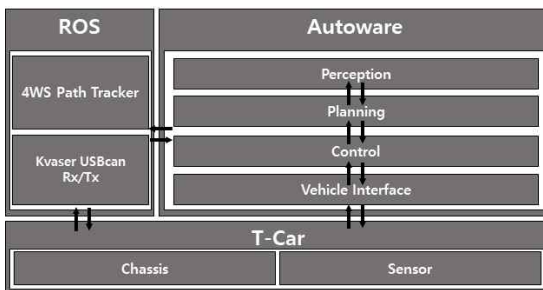 ROS
4WS Path Tracker
Kvaser USBcan
Rx/Tx
Autoware
Perception
Planning
Control
Vehicle Interface
T-Car
Chassis
Sensor